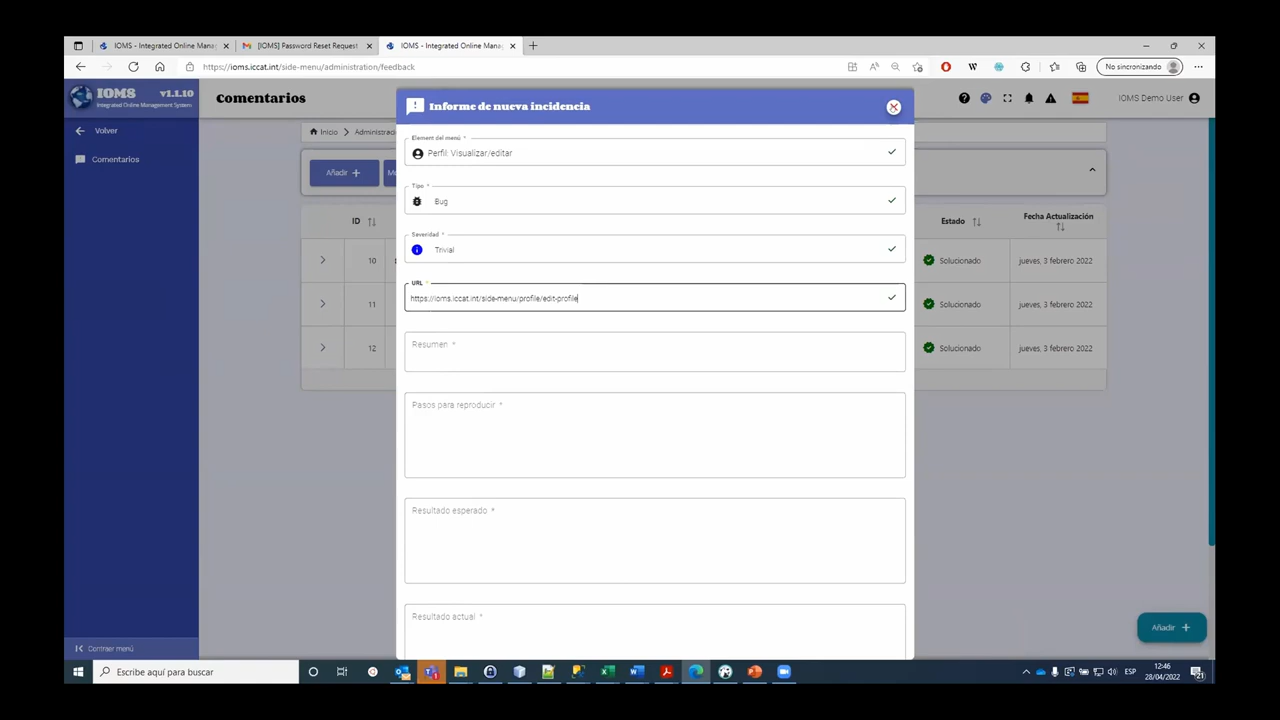 IOMS - Integrated Online Mana
[IOMS] Password Reset Request
IOMS - Integrated Online Mana
https://ioms.iccat.int/side-menu/administration/feedback
No sincronizando
IOMS v1.1.10
Integrated Online Management System
Comentarios
IOMS Demo User
Volver
Comentarios
Inicio > Administraci
Añadir +
M
ID
Estado
Fecha Actualización
10
Solucionado
jueves, 3 febrero 2022
11
Solucionado
jueves, 3 febrero 2022
12
Solucionado
jueves, 3 febrero 2022
Informe de nueva incidencia
Element del menú *
Perfil: Visualizar/editar
Tipo *
Bug
Severidad *
Trivial
URL *
https://ioms.iccat.int/side-menu/profile/edit-profile
Resumen *
Pasos para reproducir *
Resultado esperado *
Resultado actual *
Añadir +
Contraer menú
Escribe aquí para buscar
ESP
12:46
28/04/2022
21